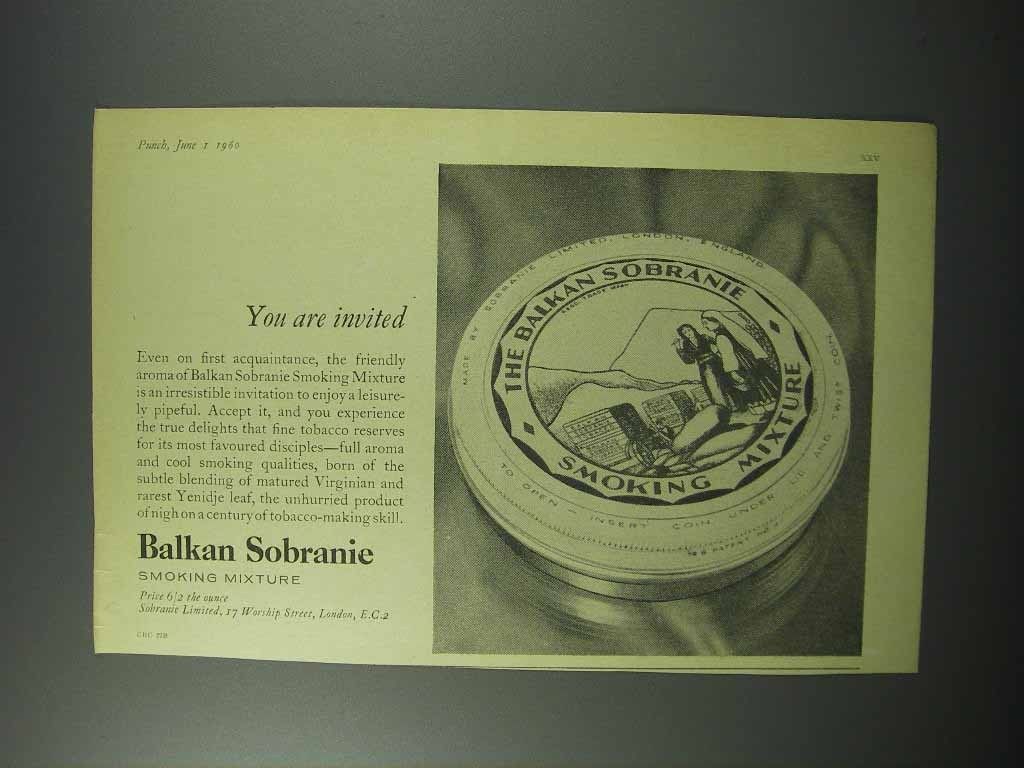 Punch, June 1 1960
XXV
You are invited
Even on first acquaintance, the friendly
aroma of Balkan Sobranie Smoking Mixture
is an irresistible invitation to enjoy a leisure-
ly pipeful. Accept it, and you experience
the true delights that fine tobacco reserves
for its most favoured disciples—full aroma
and cool smoking qualities, born of the
subtle blending of matured Virginian and
rarest Yenidje leaf, the unhurried product
of nigh on a century of tobacco-making skill.
Balkan Sobranie
SMOKING MIXTURE
Price 6/2 the ounce
Sobranie Limited, 17 Worship Street, London, E.C.2
MADE BY SOBRANIE LIMITED, LONDON, ENGLAND
THE BALKAN SOBRANIE
REGD. TRADE MARK
SMOKING MIXTURE
TO OPEN - INSERT COIN UNDER LID AND TWIST COIN